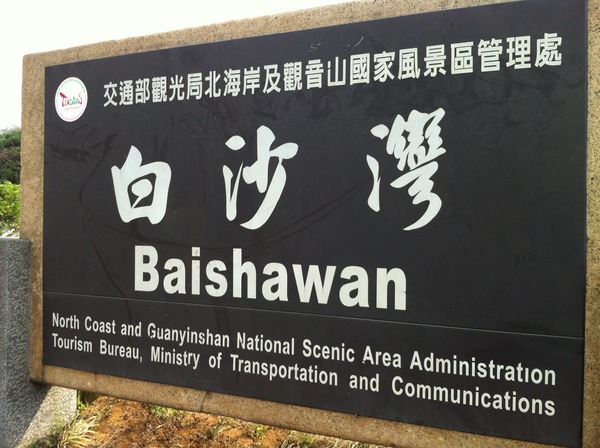 交通部觀光局北海岸及觀音山國家風景區管理處
白沙灣
Baishawan
North Coast and Guanyinshan National Scenic Area Administration
Tourism Bureau, Ministry of Transportation and Communications